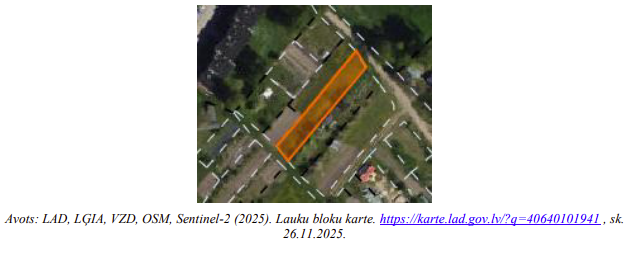 Avots: LAD, LĢIA, VZD, OSM, Sentinel-2 (2025). Lauku bloku karte. https://karte.lad.gov.lv/?q=40640101941 , sk.
26.11.2025.